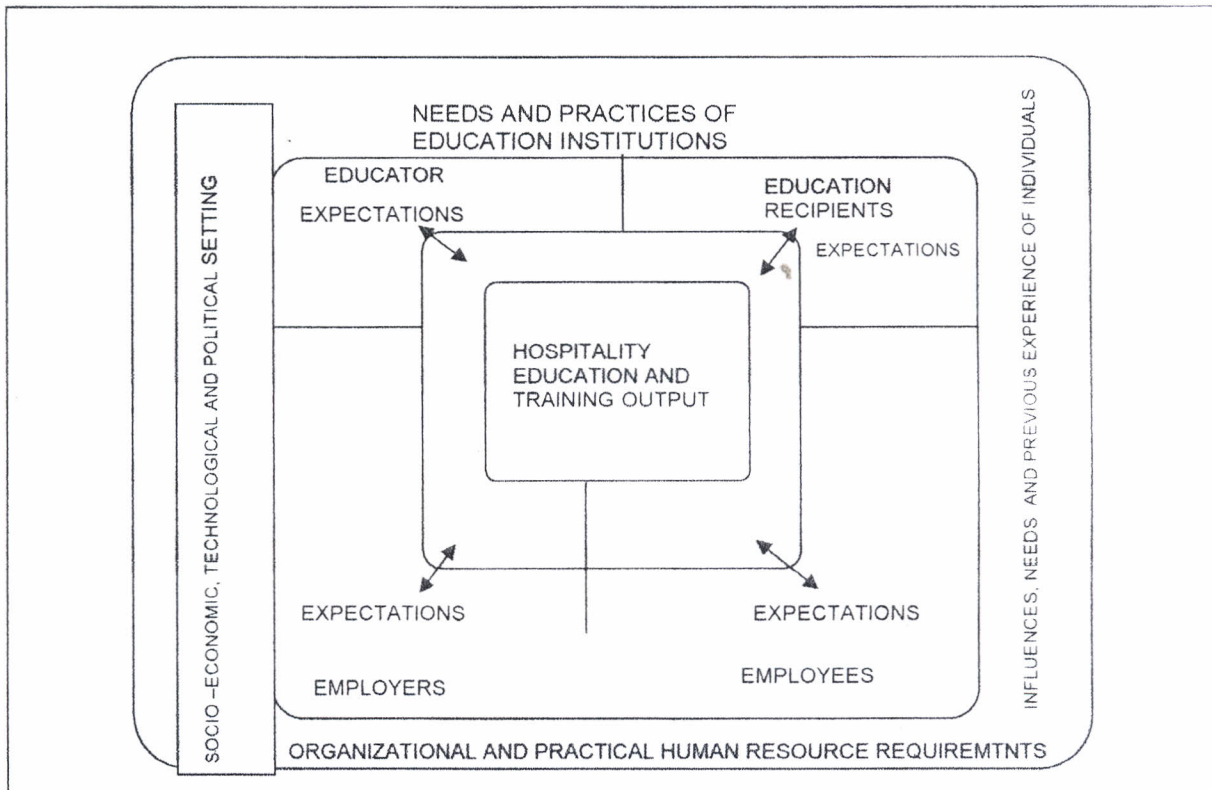 NEEDS AND PRACTICES OF
EDUCATION INSTITUTIONS
EDUCATOR
EXPECTATIONS
EDUCATION
RECIPIENTS
EXPECTATIONS
SOCIO –ECONOMIC, TECHNOLOGICAL AND POLITICAL SETTING
HOSPITALITY
EDUCATION AND
TRAINING OUTPUT
INFLUENCES, NEEDS AND PREVIOUS EXPERIENCE OF INDIVIDUALS
EXPECTATIONS
EXPECTATIONS
EMPLOYERS
EMPLOYEES
ORGANIZATIONAL AND PRACTICAL HUMAN RESOURCE REQUIREMTNTS